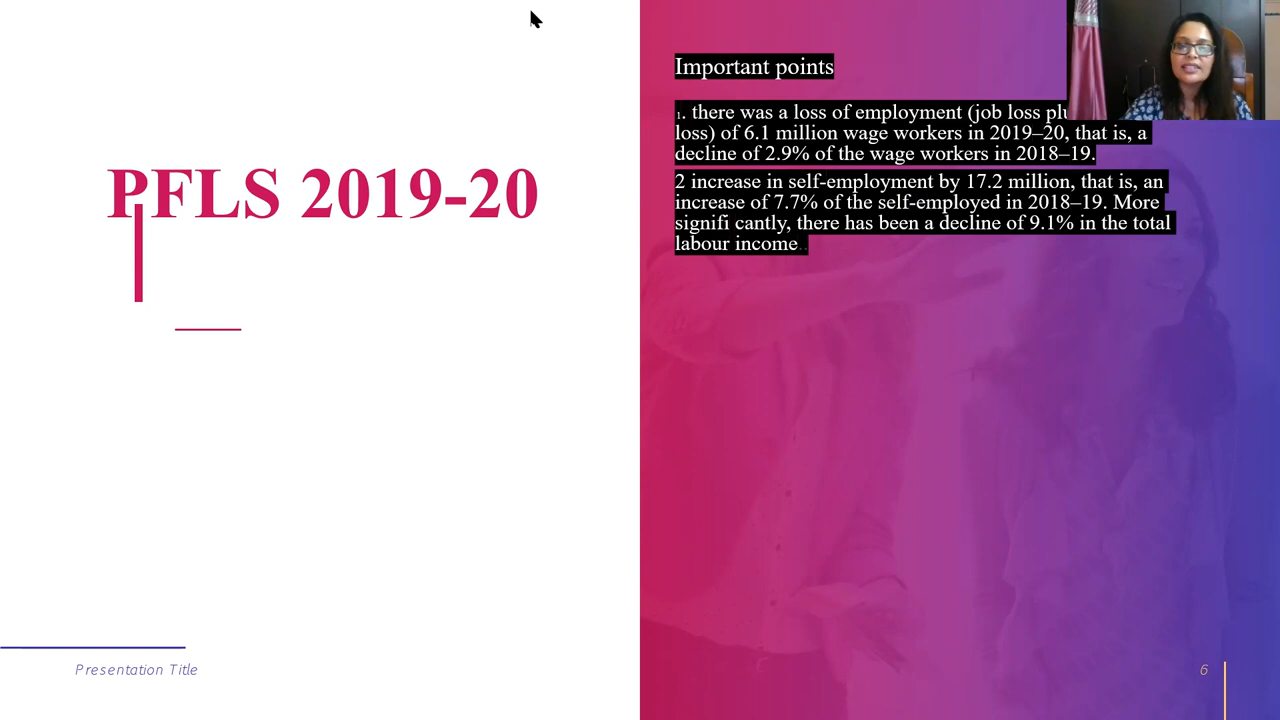 PFLS 2019-20
Important points
1. there was a loss of employment (job loss
loss) of 6.1 million wage workers in 2019–20, that is, a
decline of 2.9% of the wage workers in 2018–19.
2 increase in self-employment by 17.2 million, that is, an
increase of 7.7% of the self-employed in 2018–19. More
signifi cantly, there has been a decline of 9.1% in the total
labour income..
Presentation Title
6